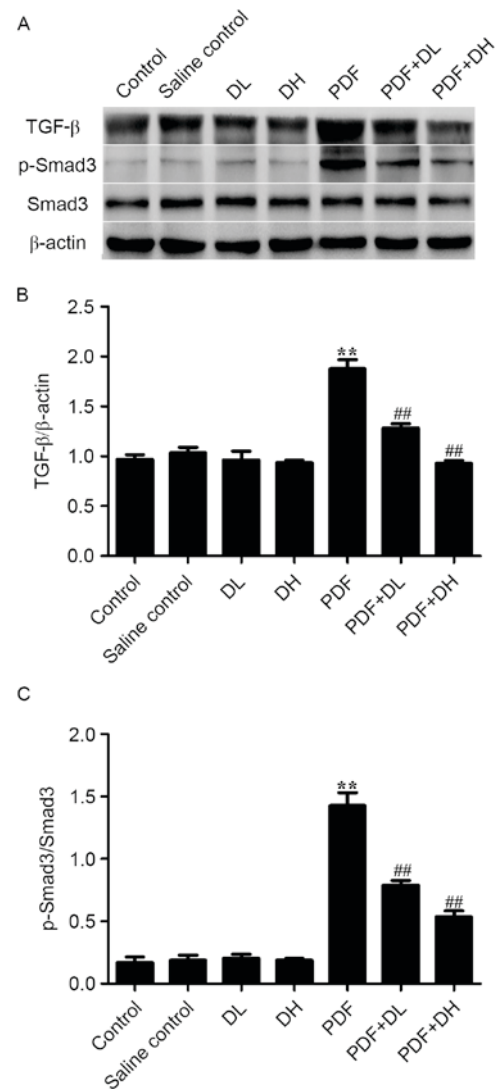 A
Control
Saline control
DL
DH
PDF
PDF+DL
PDF+DH
TGF-β
p-Smad3
Smad3
β-actin
B
TGF-β/β-actin
2.5
2.0
1.5
1.0
0.5
0.0
**
##
##
Control
Saline control
DL
DH
PDF
PDF+DL
PDF+DH
C
p-Smad3/Smad3
2.0
1.5
1.0
0.5
0.0
**
##
##
Control
Saline control
DL
DH
PDF
PDF+DL
PDF+DH